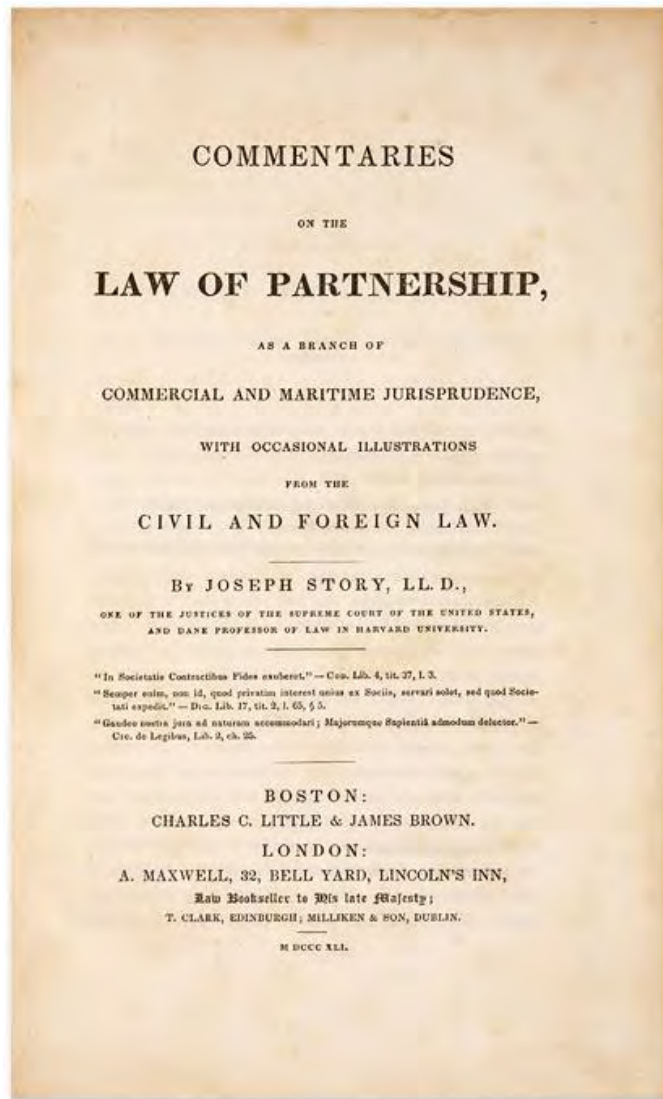 COMMENTARIES
ON THE
LAW OF PARTNERSHIP,
AS A BRANCH OF
COMMERCIAL AND MARITIME JURISPRUDENCE,
WITH OCCASIONAL ILLUSTRATIONS
FROM THE
CIVIL AND FOREIGN LAW.
BY JOSEPH STORY, LL. D.,
ONE OF THE JUSTICES OF THE SUPREME COURT OF THE UNITED STATES,
AND DANE PROFESSOR OF LAW IN HARVARD UNIVERSITY.
"In Societatis Contractibus Fides exuberet." — COD. Lib. 4, tit. 37, l. 3.
"Semper enim, non id, quod privatim interest unius ex Sociis, servari solet, sed quod Socie-
tati expedit." — DIG. Lib. 17, tit. 2, l. 65, § 5.
"Gaudeo nostra jura ad naturam accommodari; Majorumque Sapientiâ admodum delector." —
CIC. de Legibus, Lib. 2, ch. 25.
BOSTON:
CHARLES C. LITTLE & JAMES BROWN.
LONDON:
A. MAXWELL, 32, BELL YARD, LINCOLN'S INN,
Law Bookseller to His late Majesty;
T. CLARK, EDINBURGH; MILLIKEN & SON, DUBLIN.
M DCCC XLI.